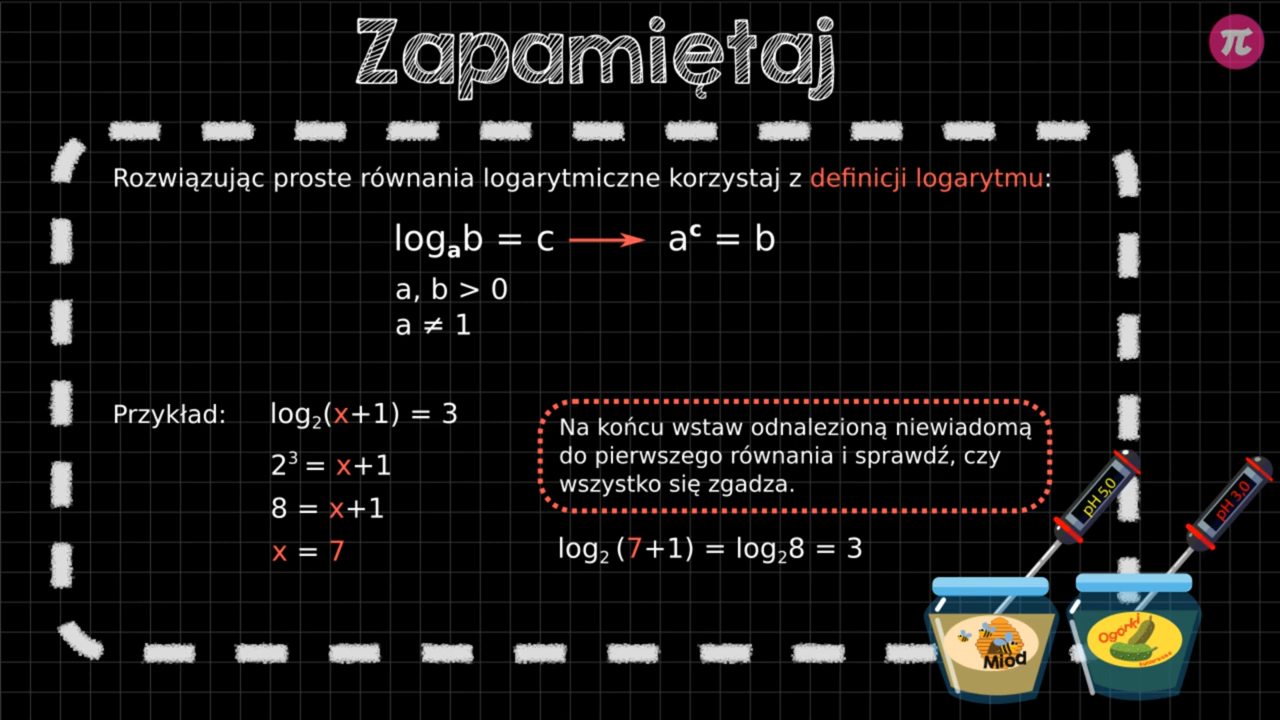 Zapamiętaj
π
Rozwiązując proste równania logarytmiczne korzystaj z definicji logarytmu:
logₐb = c → aᶜ = b
a, b > 0
a ≠ 1
Przykład: log₂(x+1) = 3
2³ = x+1
8 = x+1
x = 7
Na końcu wstaw odnalezioną niewiadomą
do pierwszego równania i sprawdź, czy
wszystko się zgadza.
log₂ (7+1) = log₂8 = 3
pH 5,0
pH 3,0
Miód
Ogórki